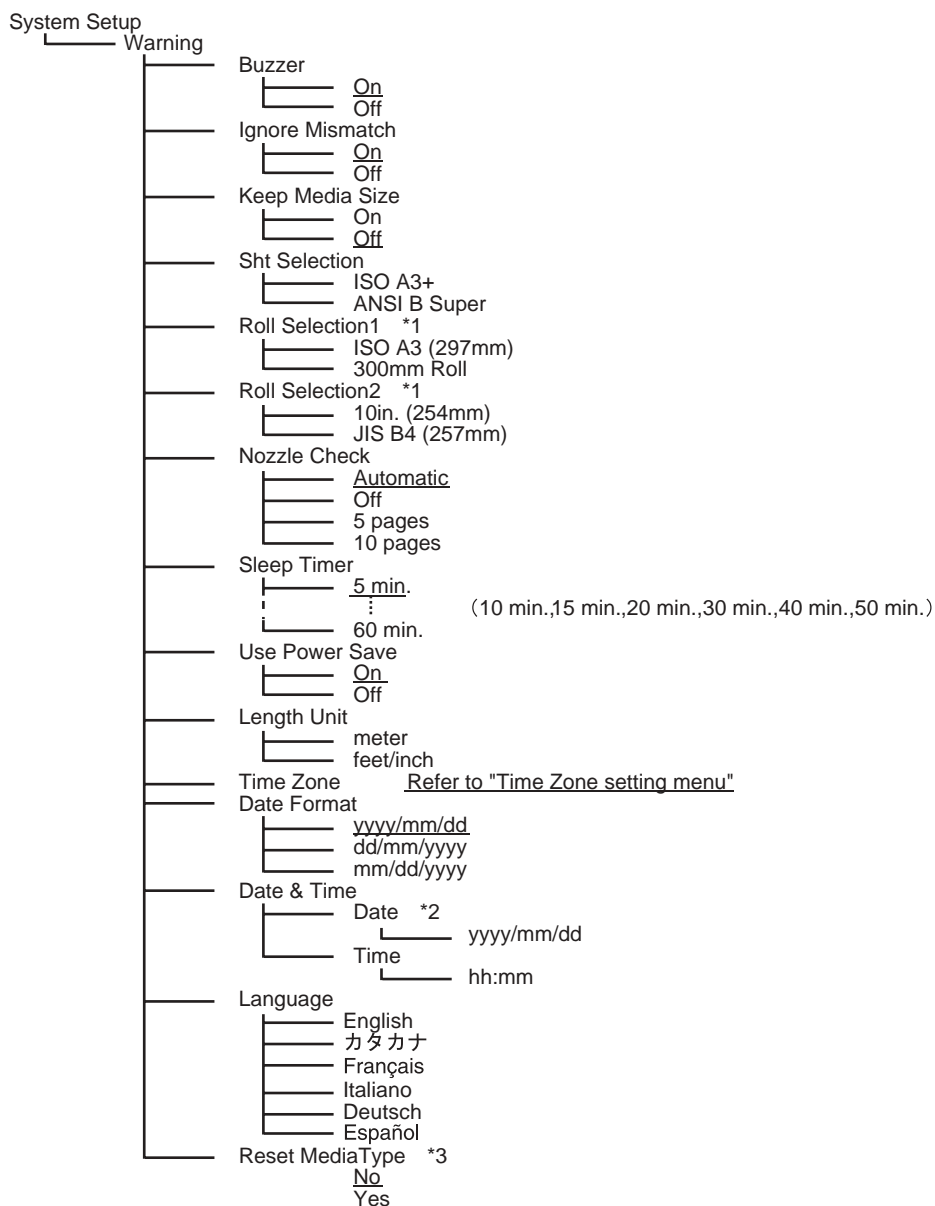 System Setup
Warning
Buzzer
On
Off
Ignore Mismatch
On
Off
Keep Media Size
On
Off
Sht Selection
ISO A3+
ANSI B Super
Roll Selection1 *1
ISO A3 (297mm)
300mm Roll
Roll Selection2 *1
10in. (254mm)
JIS B4 (257mm)
Nozzle Check
Automatic
Off
5 pages
10 pages
Sleep Timer
5 min.
(10 min.,15 min.,20 min.,30 min.,40 min.,50 min.)
60 min.
Use Power Save
On
Off
Length Unit
meter
feet/inch
Time Zone Refer to "Time Zone setting menu"
Date Format
yyyy/mm/dd
dd/mm/yyyy
mm/dd/yyyy
Date & Time
Date *2
yyyy/mm/dd
Time
hh:mm
Language
English
カタカナ
Français
Italiano
Deutsch
Español
Reset MediaType *3
No
Yes